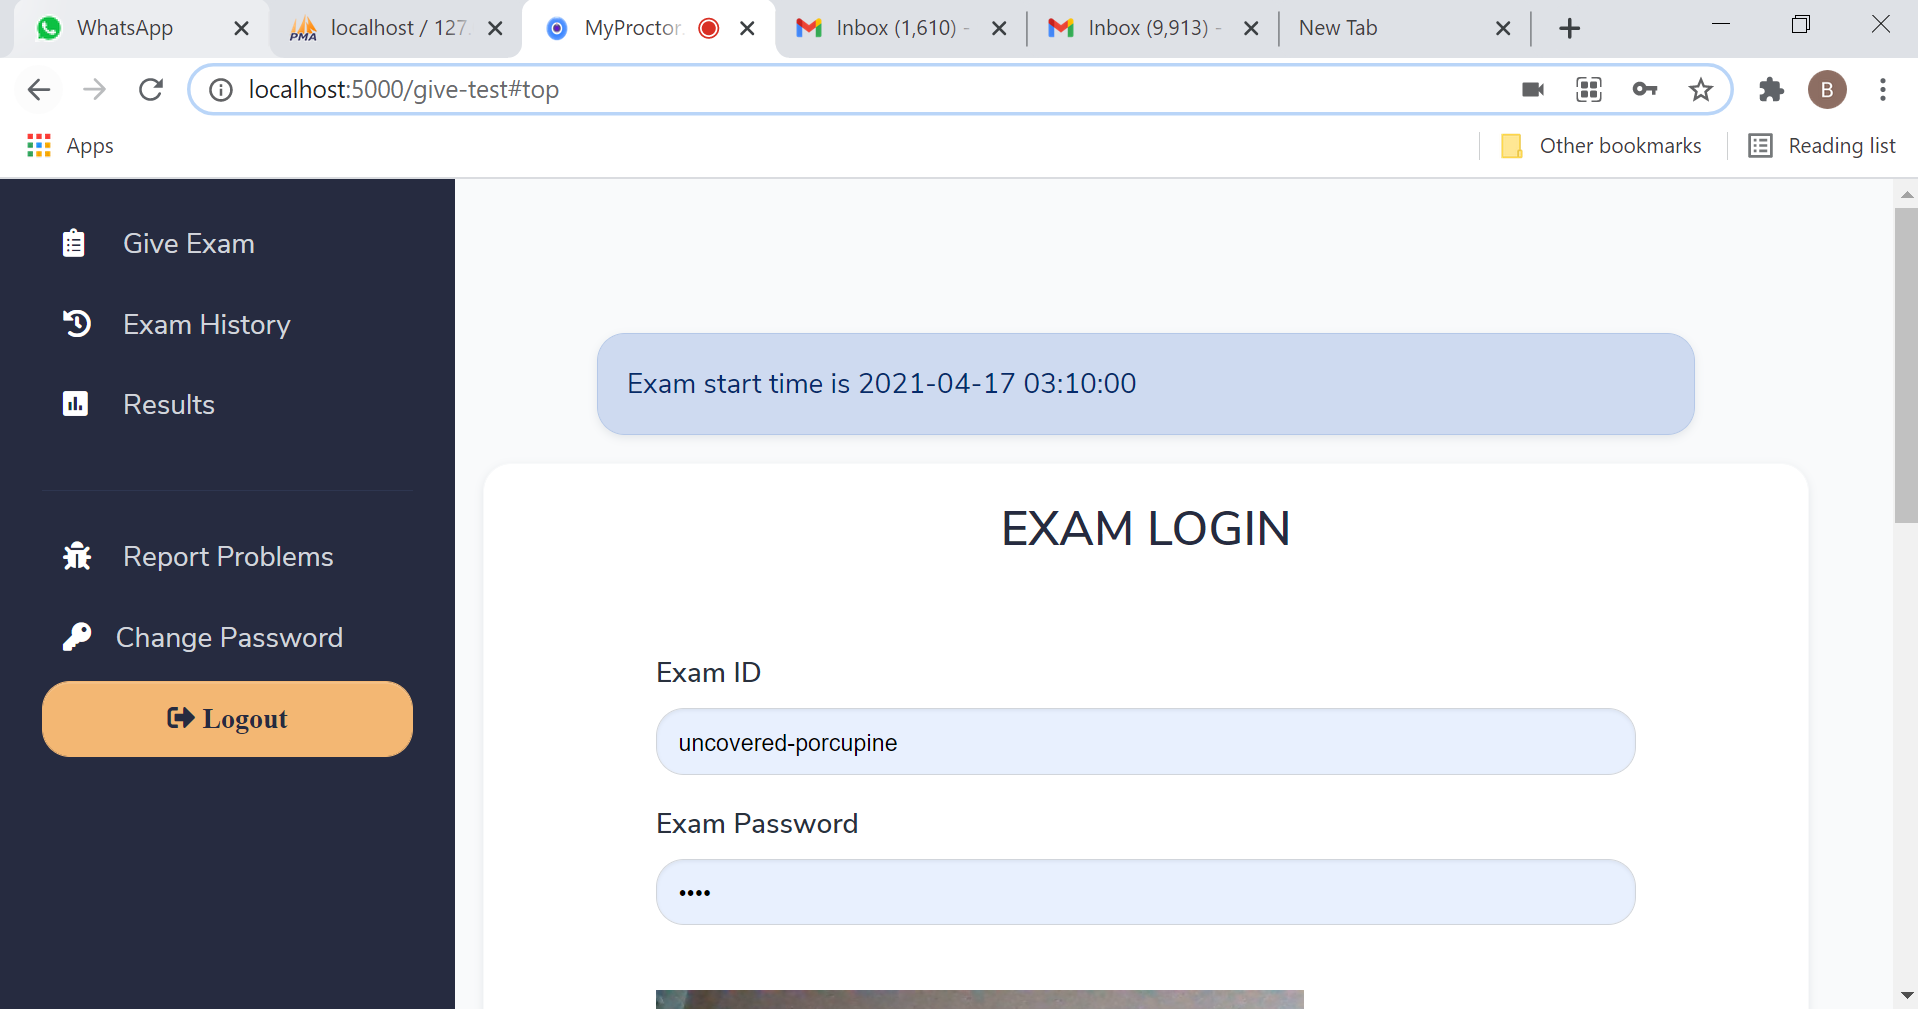 WhatsApp
PMA localhost / 127.
MyProctor.
Inbox (1,610) -
Inbox (9,913) -
New Tab
localhost:5000/give-test#top
B
Apps
Other bookmarks
Reading list
Give Exam
Exam History
Results
Report Problems
Change Password
Logout
Exam start time is 2021-04-17 03:10:00
EXAM LOGIN
Exam ID
uncovered-porcupine
Exam Password
••••